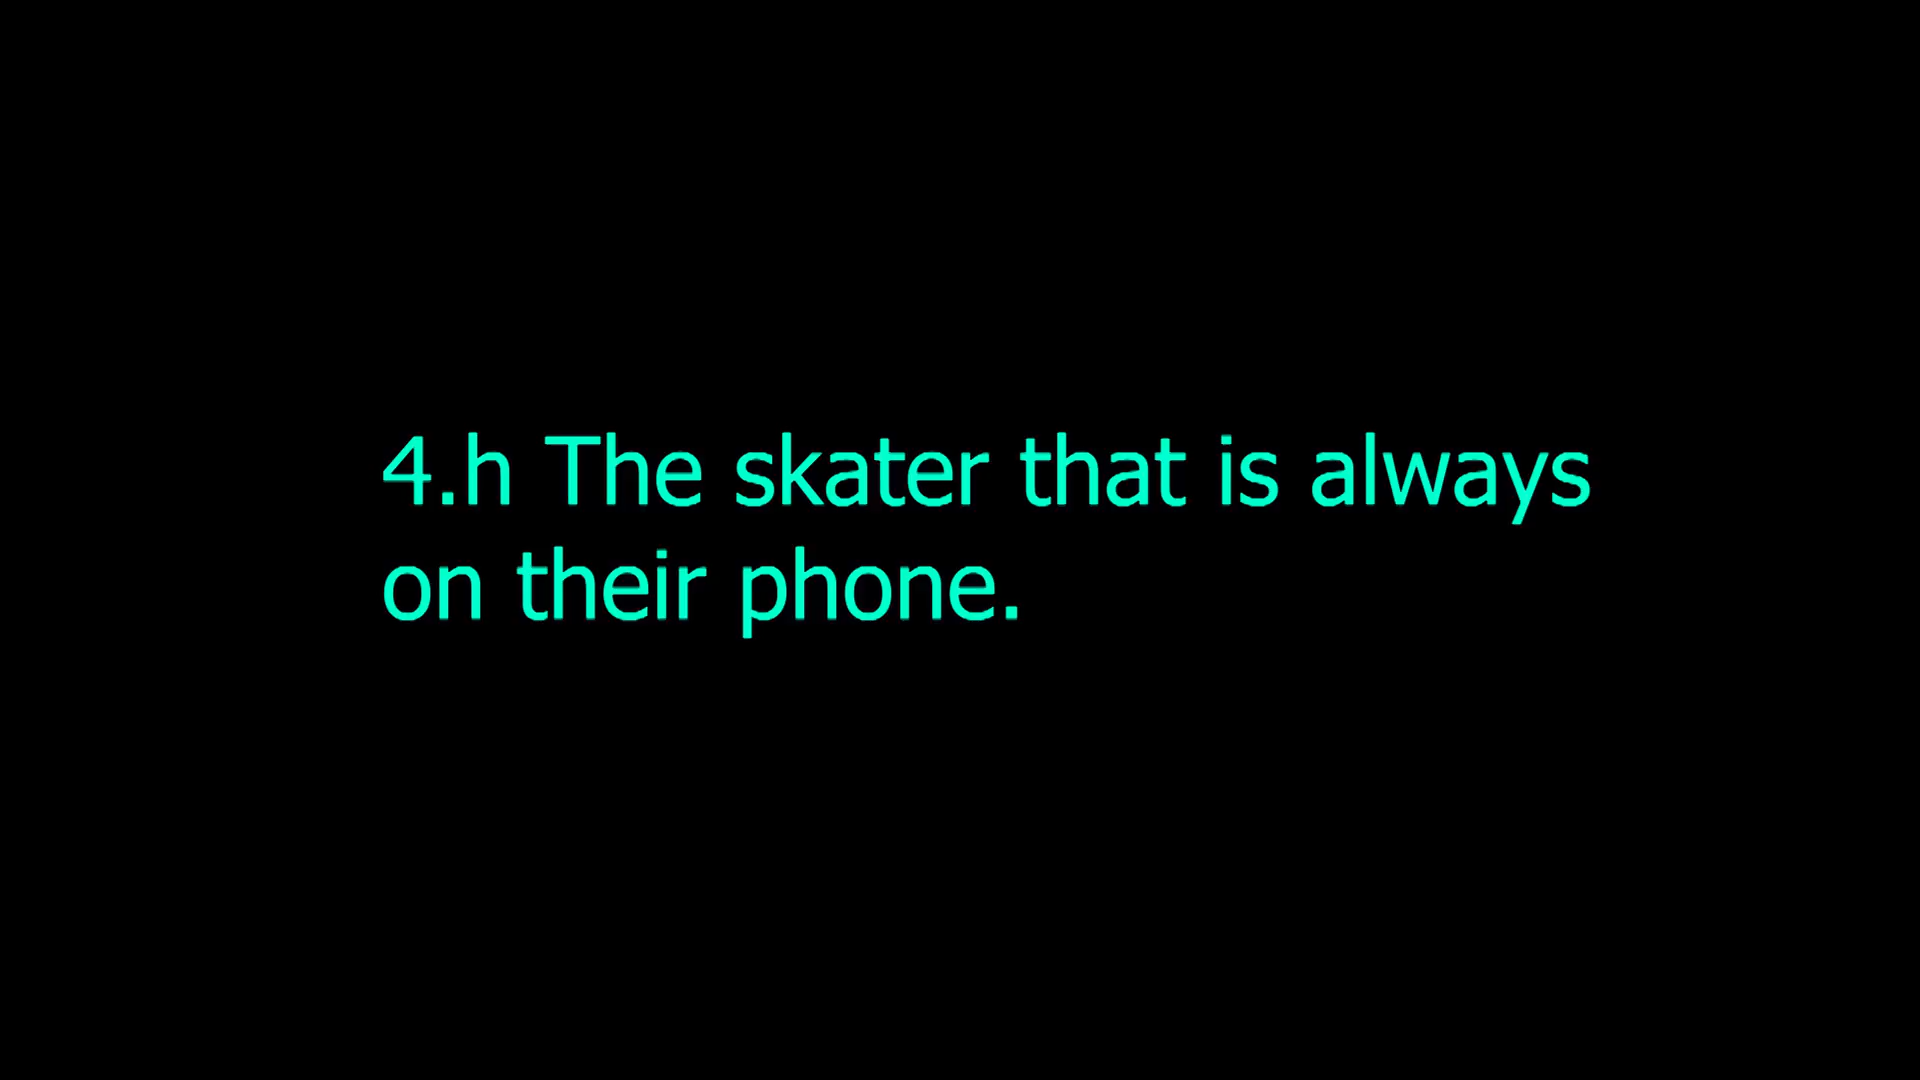 4.h The skater that is always
on their phone.